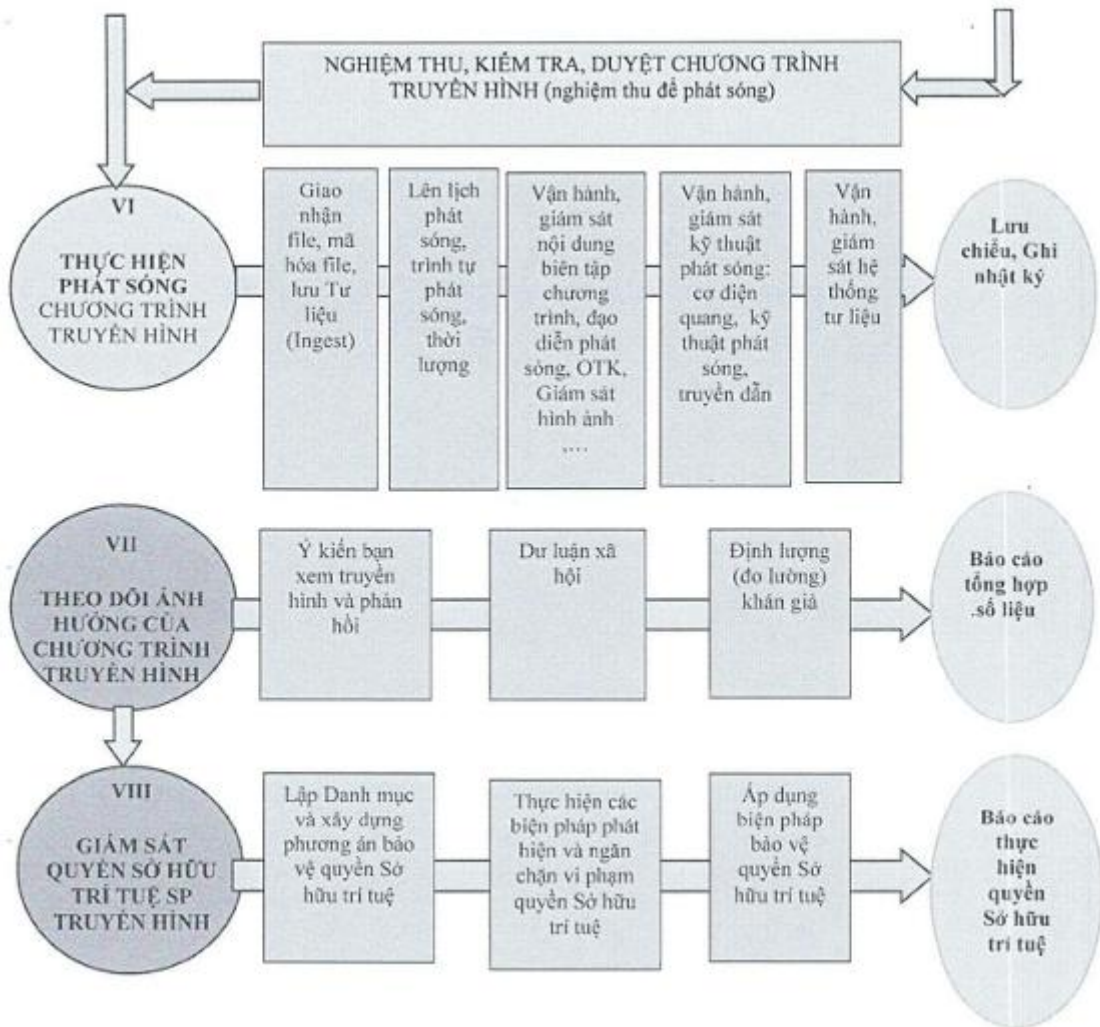 NGHIỆM THU, KIỂM TRA, DUYỆT CHƯƠNG TRÌNH
TRUYỀN HÌNH (nghiệm thu để phát sóng)
VI
THỰC HIỆN
PHÁT SÓNG
CHƯƠNG TRÌNH
TRUYỀN HÌNH
Giao
nhận
file, mã
hóa file,
lưu Tư
liệu
(Ingest)
Lên lịch
phát
sóng,
trình tự
phát
sóng,
thời
lượng
Vận hành,
giám sát
nội dung
biên tập
chương
trình, đạo
diễn phát
sóng, OTK,
Giám sát
hình ảnh
,…
Vận hành,
giám sát
kỹ thuật
phát sóng:
cơ điện
quang, kỹ
thuật phát
sóng,
truyền dẫn
Vận
hành,
giám
sát hệ
thống
tư liệu
Lưu
chiểu, Ghi
nhật ký
VII
THEO DÕI ẢNH
HƯỞNG CỦA
CHƯƠNG TRÌNH
TRUYỀN HÌNH
Ý kiến bạn
xem truyền
hình và phản
hồi
Dư luận xã
hội
Định lượng
(đo lường)
khán giả
Báo cáo
tổng hợp
số liệu
VIII
GIÁM SÁT
QUYỀN SỞ HỮU
TRÍ TUỆ SP
TRUYỀN HÌNH
Lập Danh mục
và xây dựng
phương án bảo
vệ quyền Sở
hữu trí tuệ
Thực hiện các
biện pháp phát
hiện và ngăn
chặn vi phạm
quyền Sở hữu
trí tuệ
Áp dụng
biện pháp
bảo vệ
quyền Sở
hữu trí tuệ
Báo cáo
thực
hiện
quyền
Sở hữu
trí tuệ